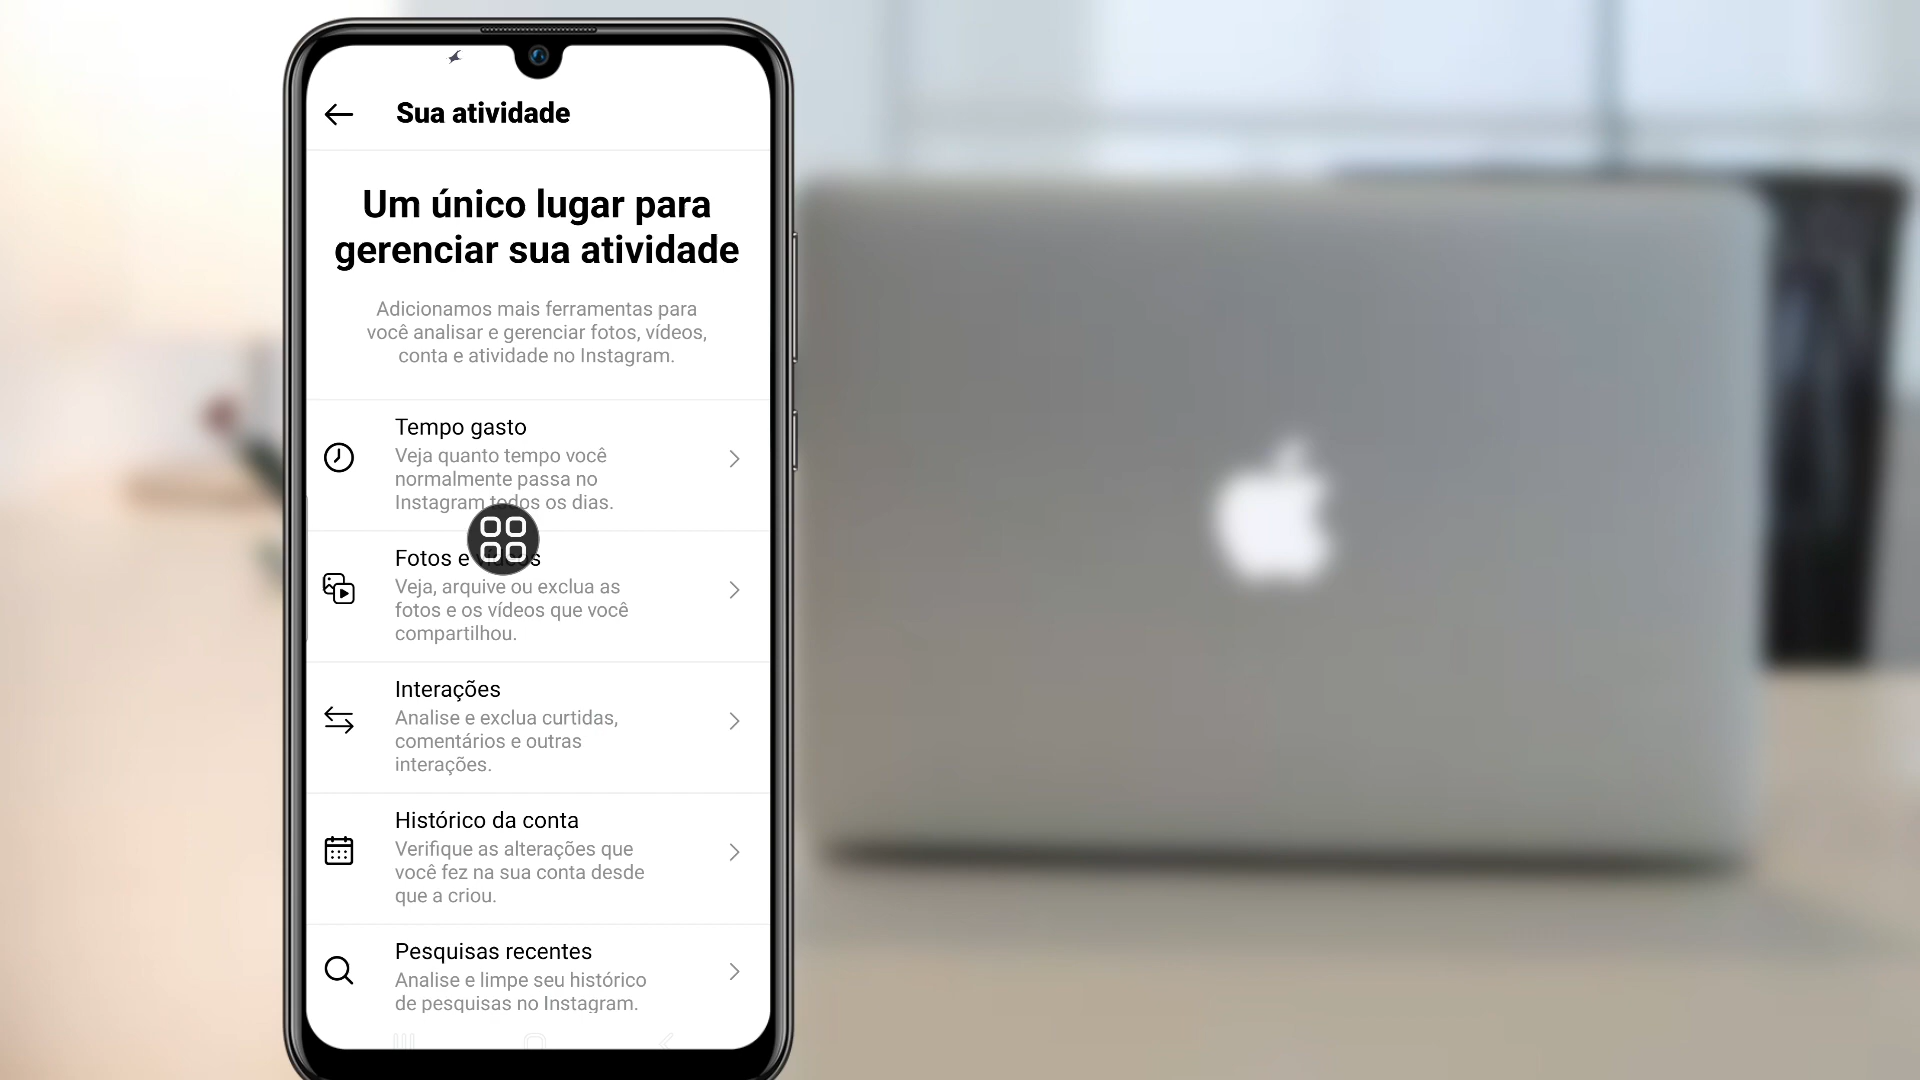 Sua atividade
Um único lugar para
gerenciar sua atividade
Adicionamos mais ferramentas para
você analisar e gerenciar fotos, vídeos,
conta e atividade no Instagram.
Tempo gasto
Veja quanto tempo você
normalmente passa no
Instagram todos os dias.
Fotos e vídeos
Veja, arquive ou exclua as
fotos e os vídeos que você
compartilhou.
Interações
Analise e exclua curtidas,
comentários e outras
interações.
Histórico da conta
Verifique as alterações que
você fez na sua conta desde
que a criou.
Pesquisas recentes
Analise e limpe seu histórico
de pesquisas no Instagram.